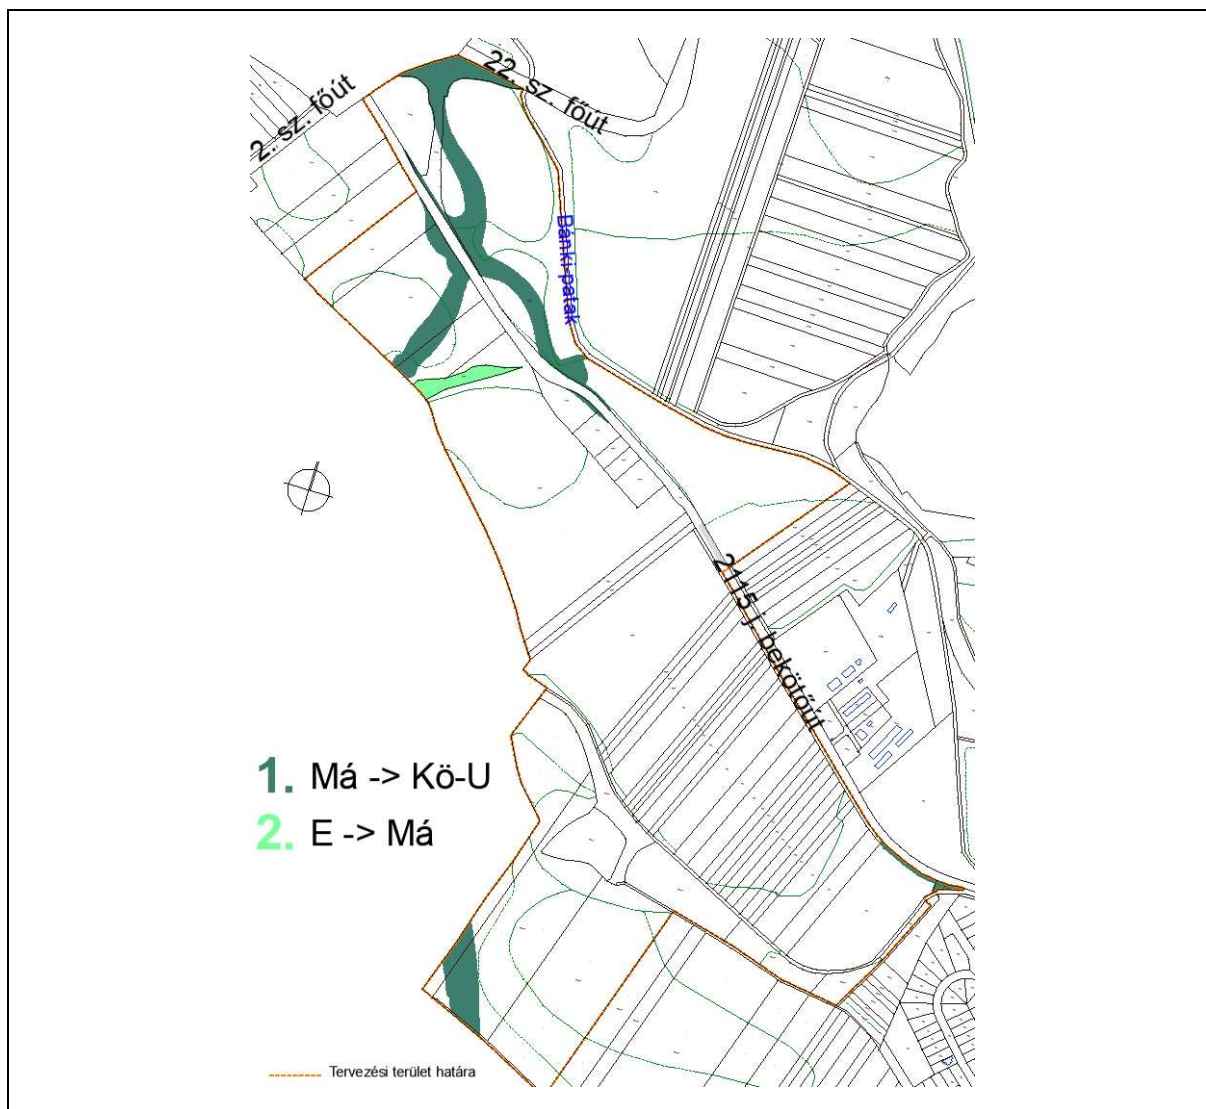 2. sz. főút
22. sz. főút
Bánki-patak
2115 j. bekötőút
1. Má -> Kö-U
2. E -> Má
Tervezési terület határa